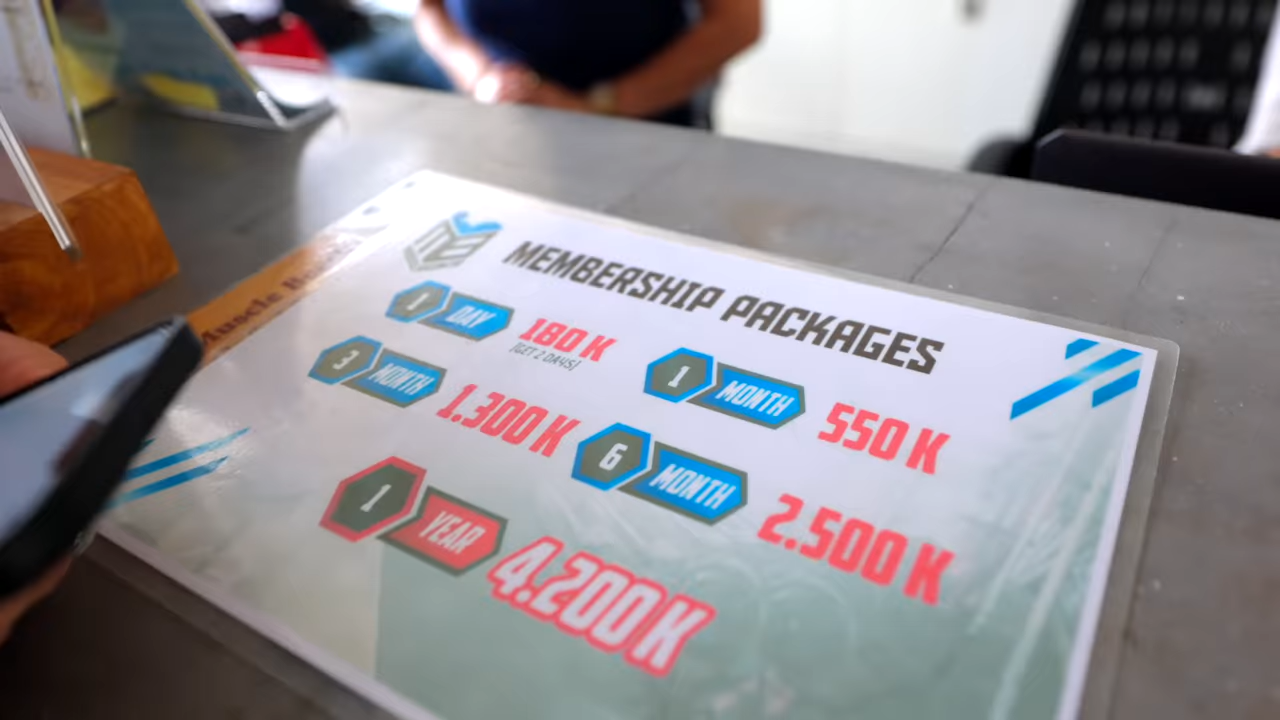 Muscle
MEMBERSHIP PACKAGES
1 DAY
180 K
[GET 2 DAYS]
1 MONTH
550 K
3 MONTH
1.300 K
6 MONTH
2.500 K
1 YEAR
4.200 K